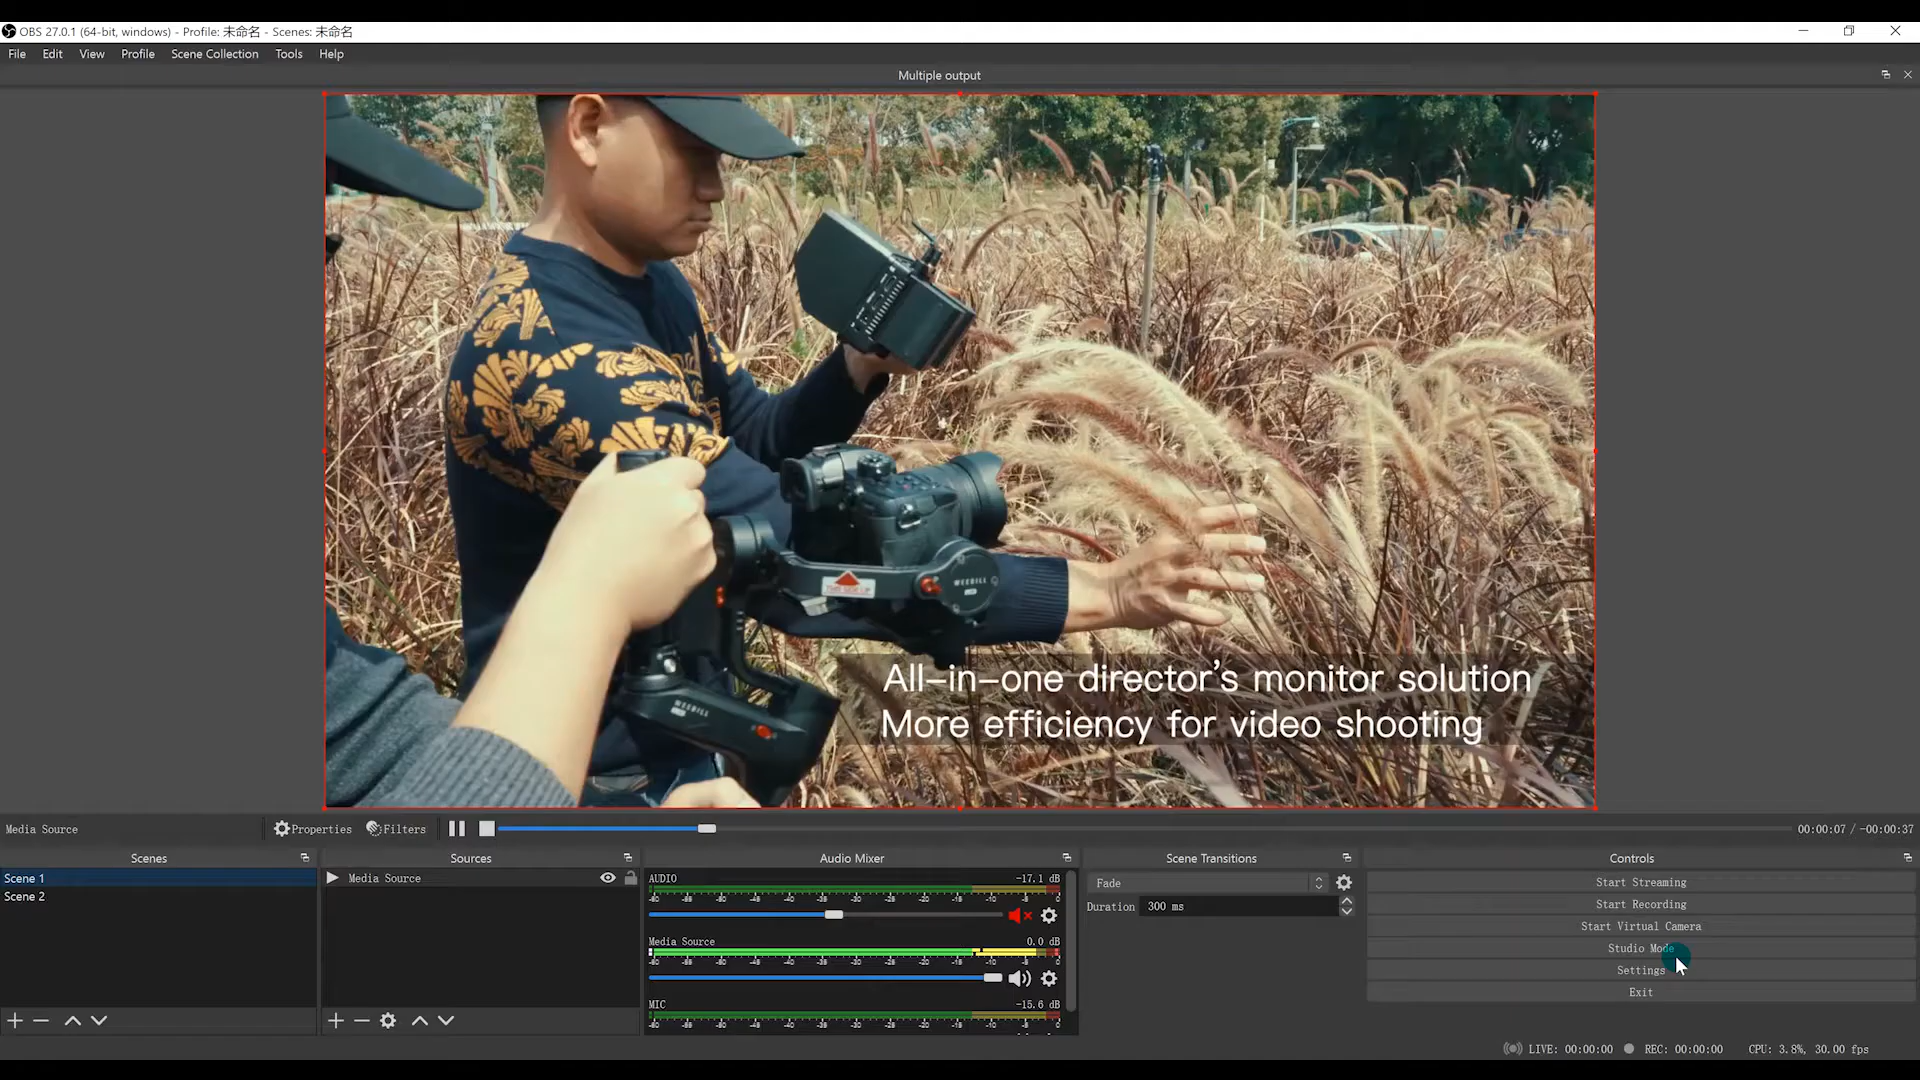 OBS 27.0.1 (64-bit, windows) - Profile: 未命名 - Scenes: 未命名
File Edit View Profile Scene Collection Tools Help
Multiple output
WEEBILL
WEEBILL
All-in-one director's monitor solution
More efficiency for video shooting
Media Source Properties Filters 00:00:07 / -00:00:37
Scenes Sources Audio Mixer Scene Transitions Controls
Scene 1
Scene 2
Media Source
AUDIO -17.1 dB
Media Source 0.0 dB
MIC -15.6 dB
Fade
Duration 300 ms
Start Streaming
Start Recording
Start Virtual Camera
Studio Mode
Settings
Exit
LIVE: 00:00:00 REC: 00:00:00 CPU: 3.8%, 30.00 fps